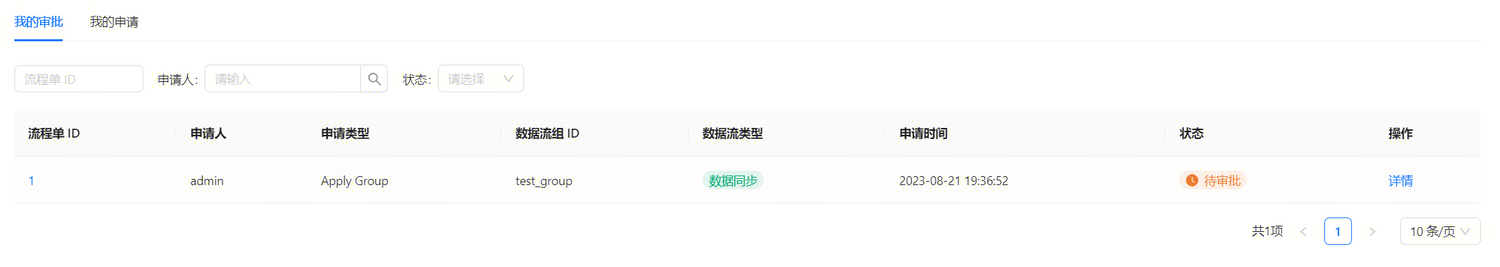 我的审批 我的申请
流程单 ID 申请人: 请输入 状态: 请选择
流程单 ID 申请人 申请类型 数据流组 ID 数据流类型 申请时间 状态 操作
1 admin Apply Group test_group 数据同步 2023-08-21 19:36:52 待审批 详情
共1项 1 10 条/页